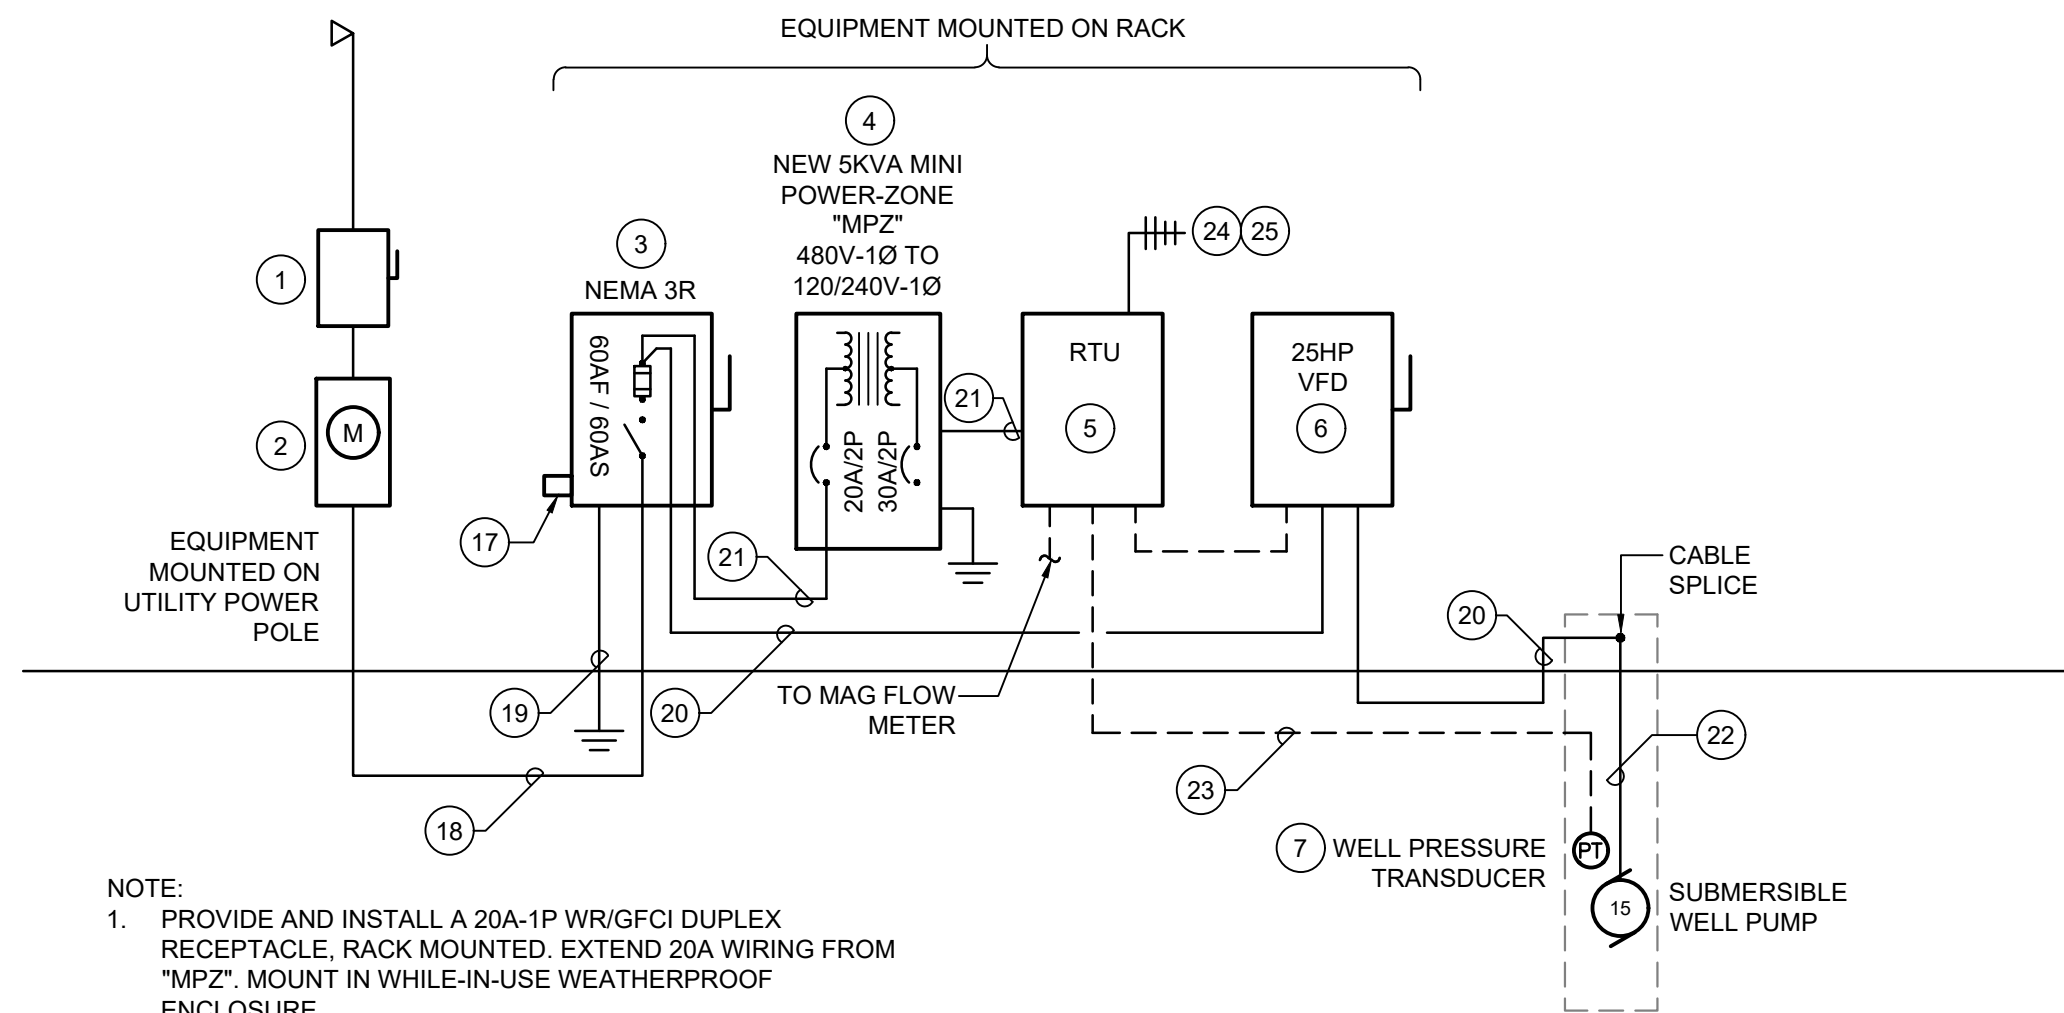 EQUIPMENT MOUNTED ON RACK
4
NEW 5KVA MINI
POWER-ZONE
"MPZ"
480V-1Ø TO
120/240V-1Ø
3
NEMA 3R
24
25
1
2
M
60AF / 60AS
20A/2P
30A/2P
21
RTU
5
25HP
VFD
6
17
21
EQUIPMENT
MOUNTED ON
UTILITY POWER
POLE
CABLE
SPLICE
20
19
20
TO MAG FLOW
METER
22
18
23
7
WELL PRESSURE
TRANSDUCER
PT
15
SUBMERSIBLE
WELL PUMP
NOTE:
1. PROVIDE AND INSTALL A 20A-1P WR/GFCI DUPLEX
RECEPTACLE, RACK MOUNTED. EXTEND 20A WIRING FROM
"MPZ". MOUNT IN WHILE-IN-USE WEATHERPROOF
ENCLOSURE